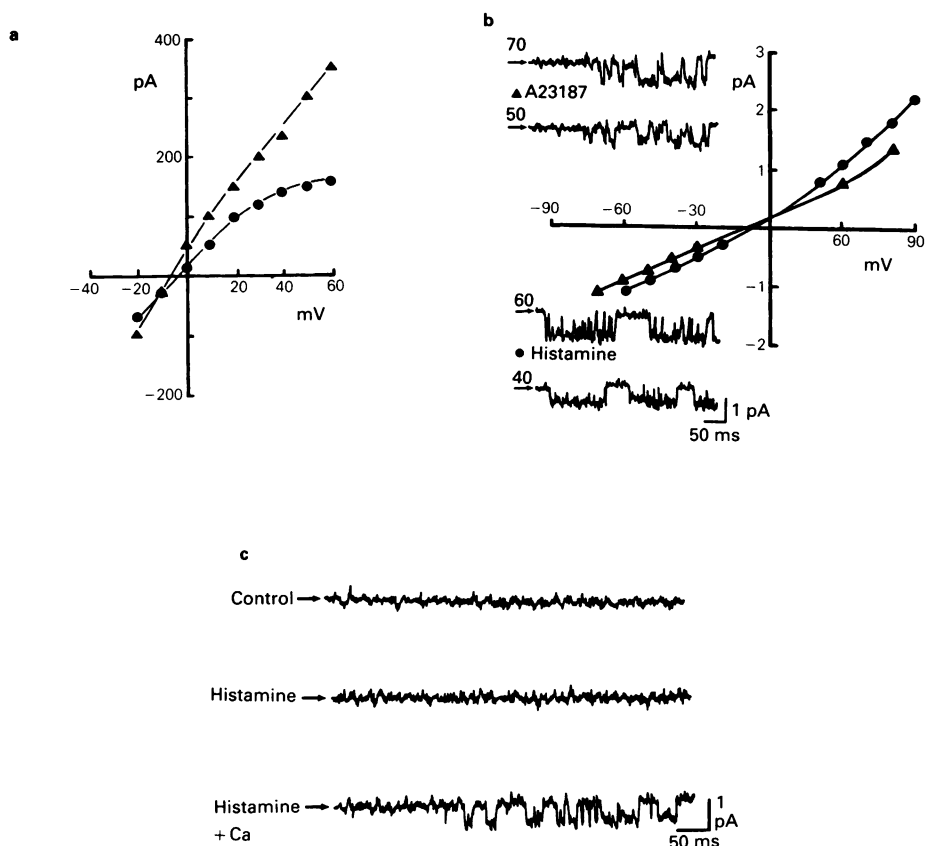 a
400
pA
200
−40
−20
20
40
60
mV
−200
b
70
▲ A23187
50
3
pA
2
1
−90
−60
−30
60
90
mV
−1
−2
60
● Histamine
40
1 pA
50 ms
c
Control
Histamine
Histamine
+ Ca
1
pA
50 ms